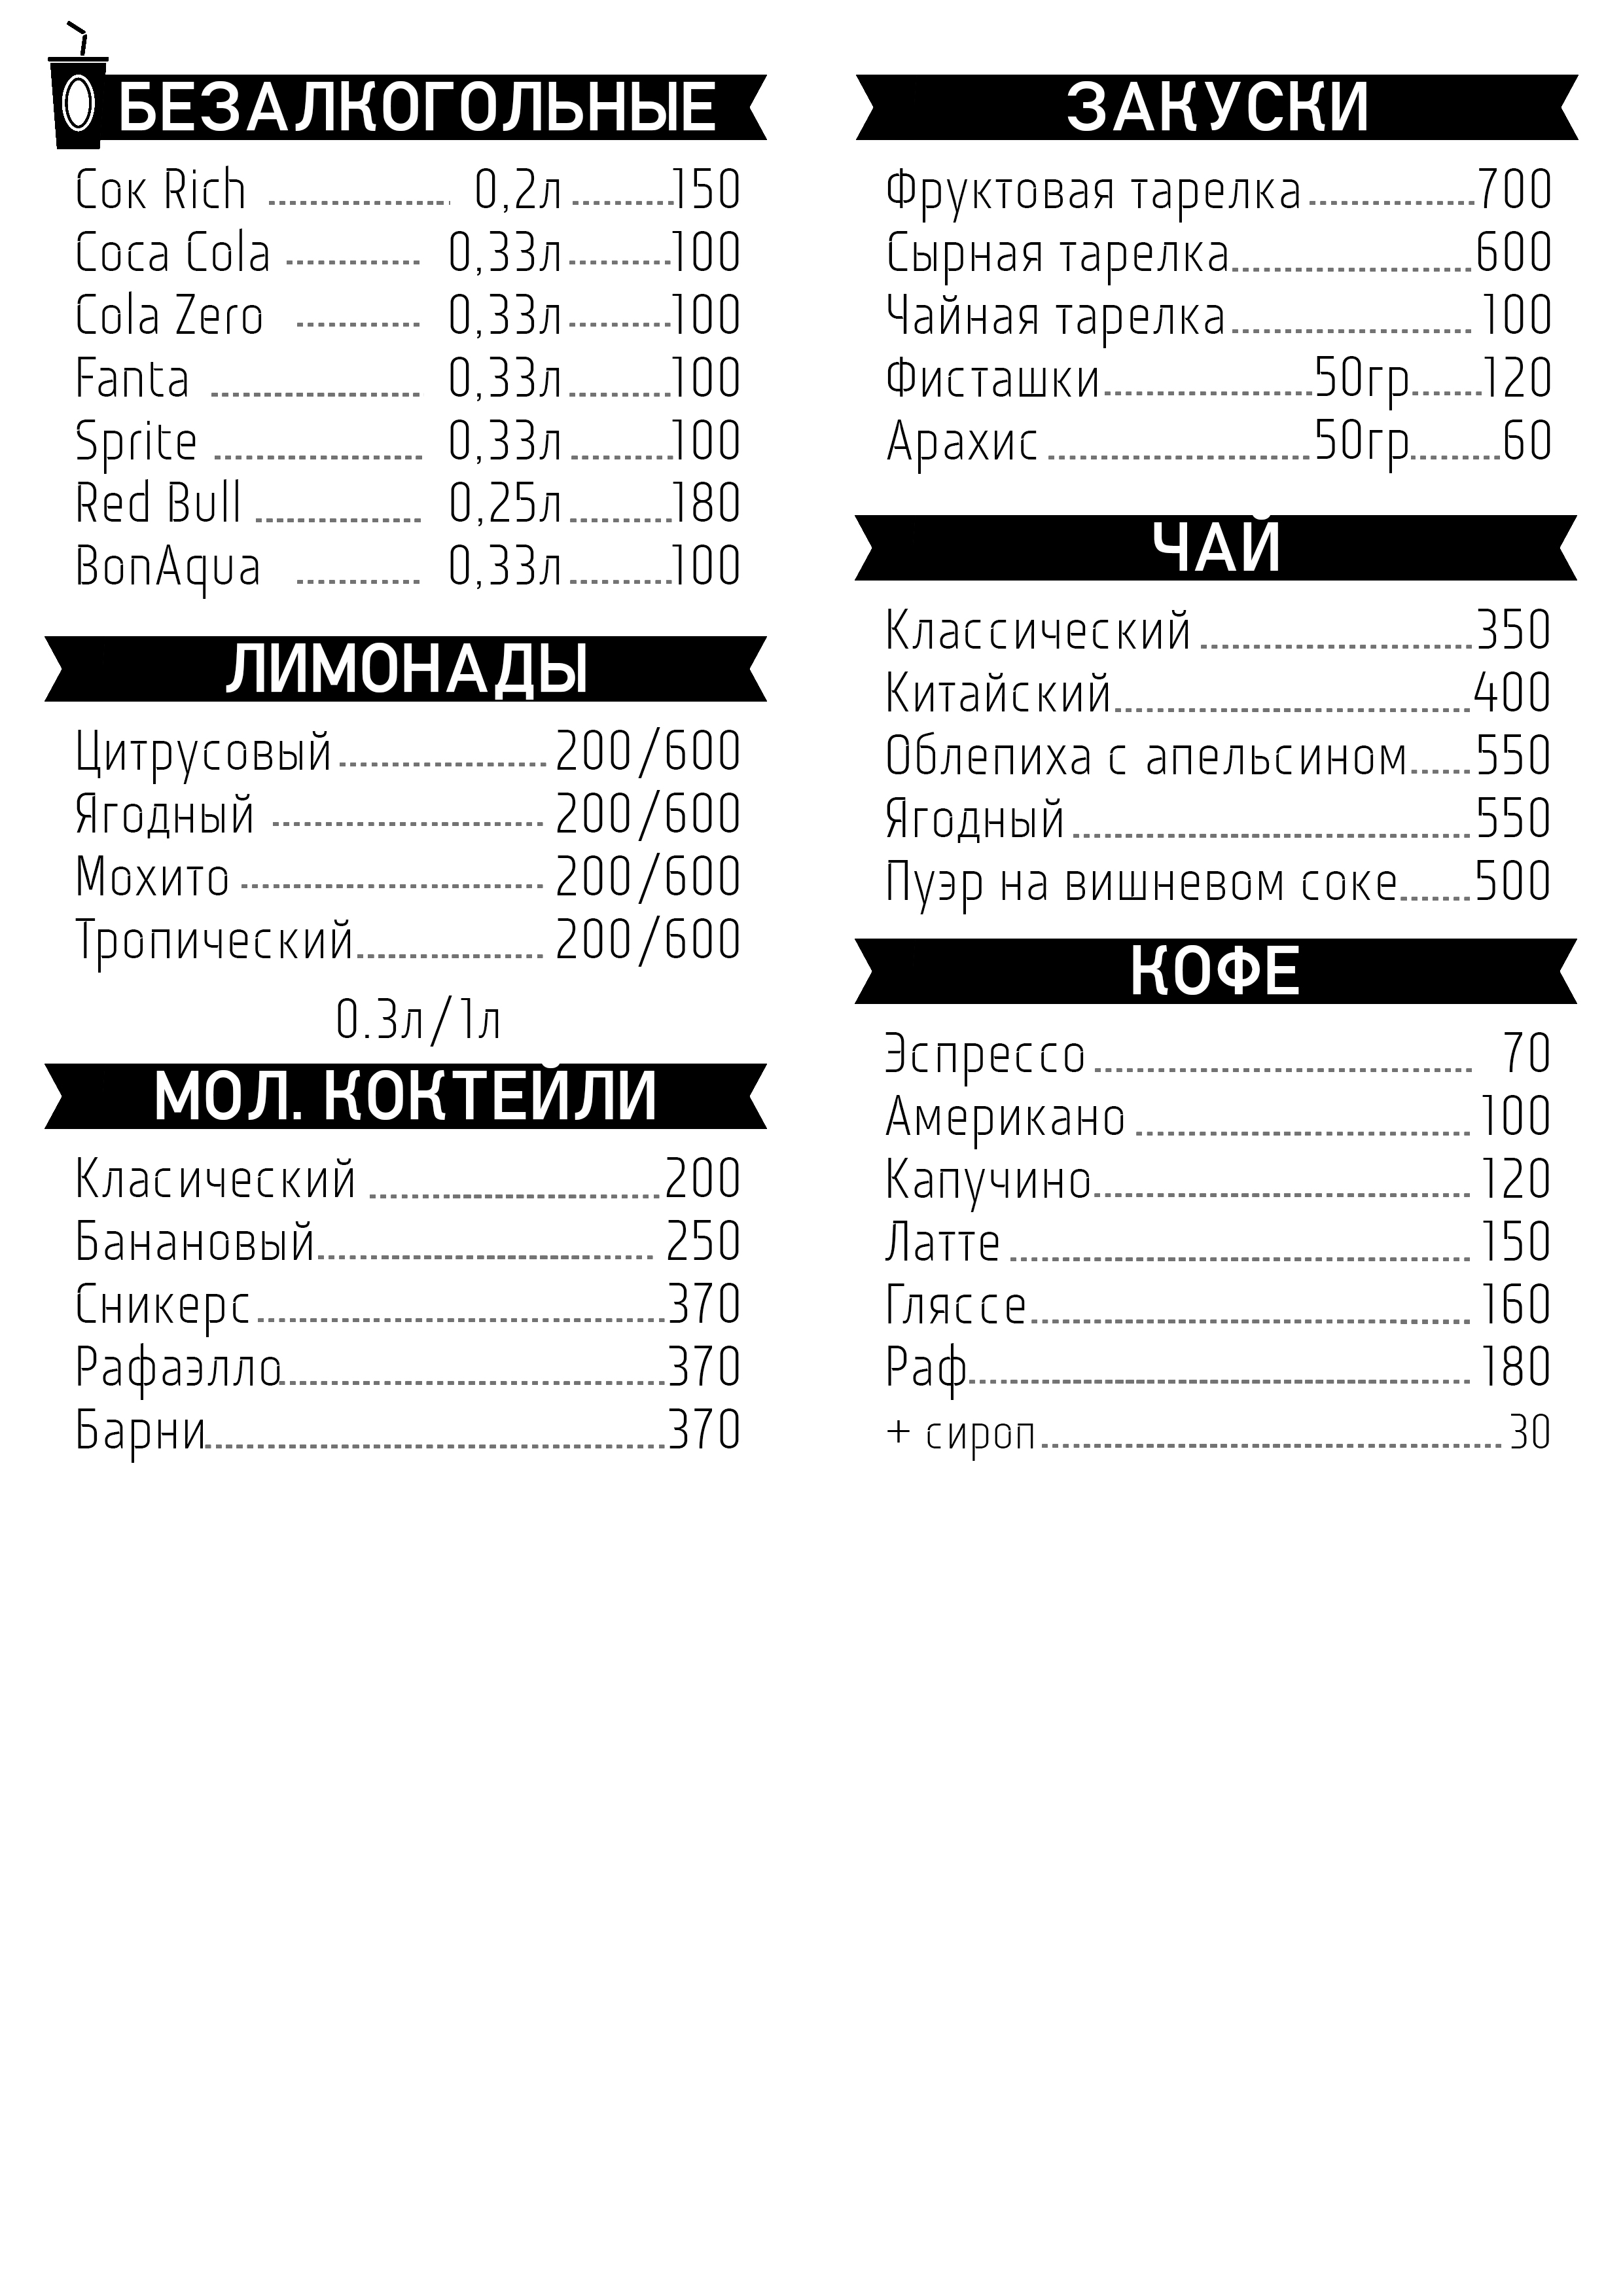 БЕЗАЛКОГОЛЬНЫЕ
Сок Rich 0,2л 150
Coca Cola 0,33л 100
Cola Zero 0,33л 100
Fanta 0,33л 100
Sprite 0,33л 100
Red Bull 0,25л 180
BonAqua 0,33л 100
ЛИМОНАДЫ
Цитрусовый 200/600
Ягодный 200/600
Мохито 200/600
Тропический 200/600
0.3л/1л
МОЛ. КОКТЕЙЛИ
Класический 200
Банановый 250
Сникерс 370
Рафаэлло 370
Барни 370
ЗАКУСКИ
Фруктовая тарелка 700
Сырная тарелка 600
Чайная тарелка 100
Фисташки 50гр 120
Арахис 50гр 60
ЧАЙ
Классический 350
Китайский 400
Облепиха с апельсином 550
Ягодный 550
Пуэр на вишневом соке 500
КОФЕ
Эспрессо 70
Американо 100
Капучино 120
Латте 150
Гляссе 160
Раф 180
+ сироп 30